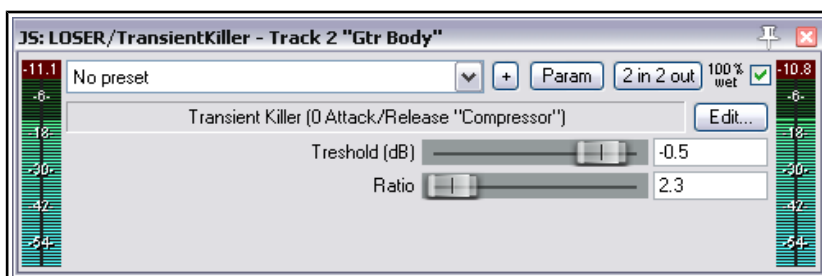 JS: LOSER/TransientKiller - Track 2 "Gtr Body"
-11.1 No preset + Param 2 in 2 out 100% wet -10.8
-6- -6-
Transient Killer (0 Attack/Release "Compressor") Edit...
-18- -18-
Treshold (dB) -0.5
-30- -30-
Ratio 2.3
-42- -42-
-54- -54-